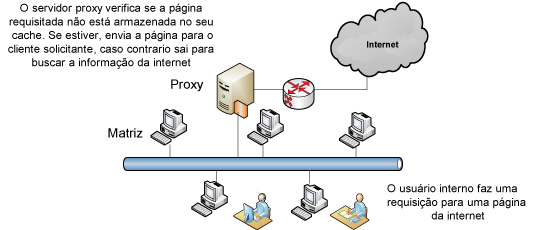 O servidor proxy verifica se a página
requisitada não está armazenada no seu
cache. Se estiver, envia a página para o
cliente solicitante, caso contrario sai para
buscar a informação da internet
Internet
Proxy
Matriz
O usuário interno faz uma
requisição para uma página
da internet